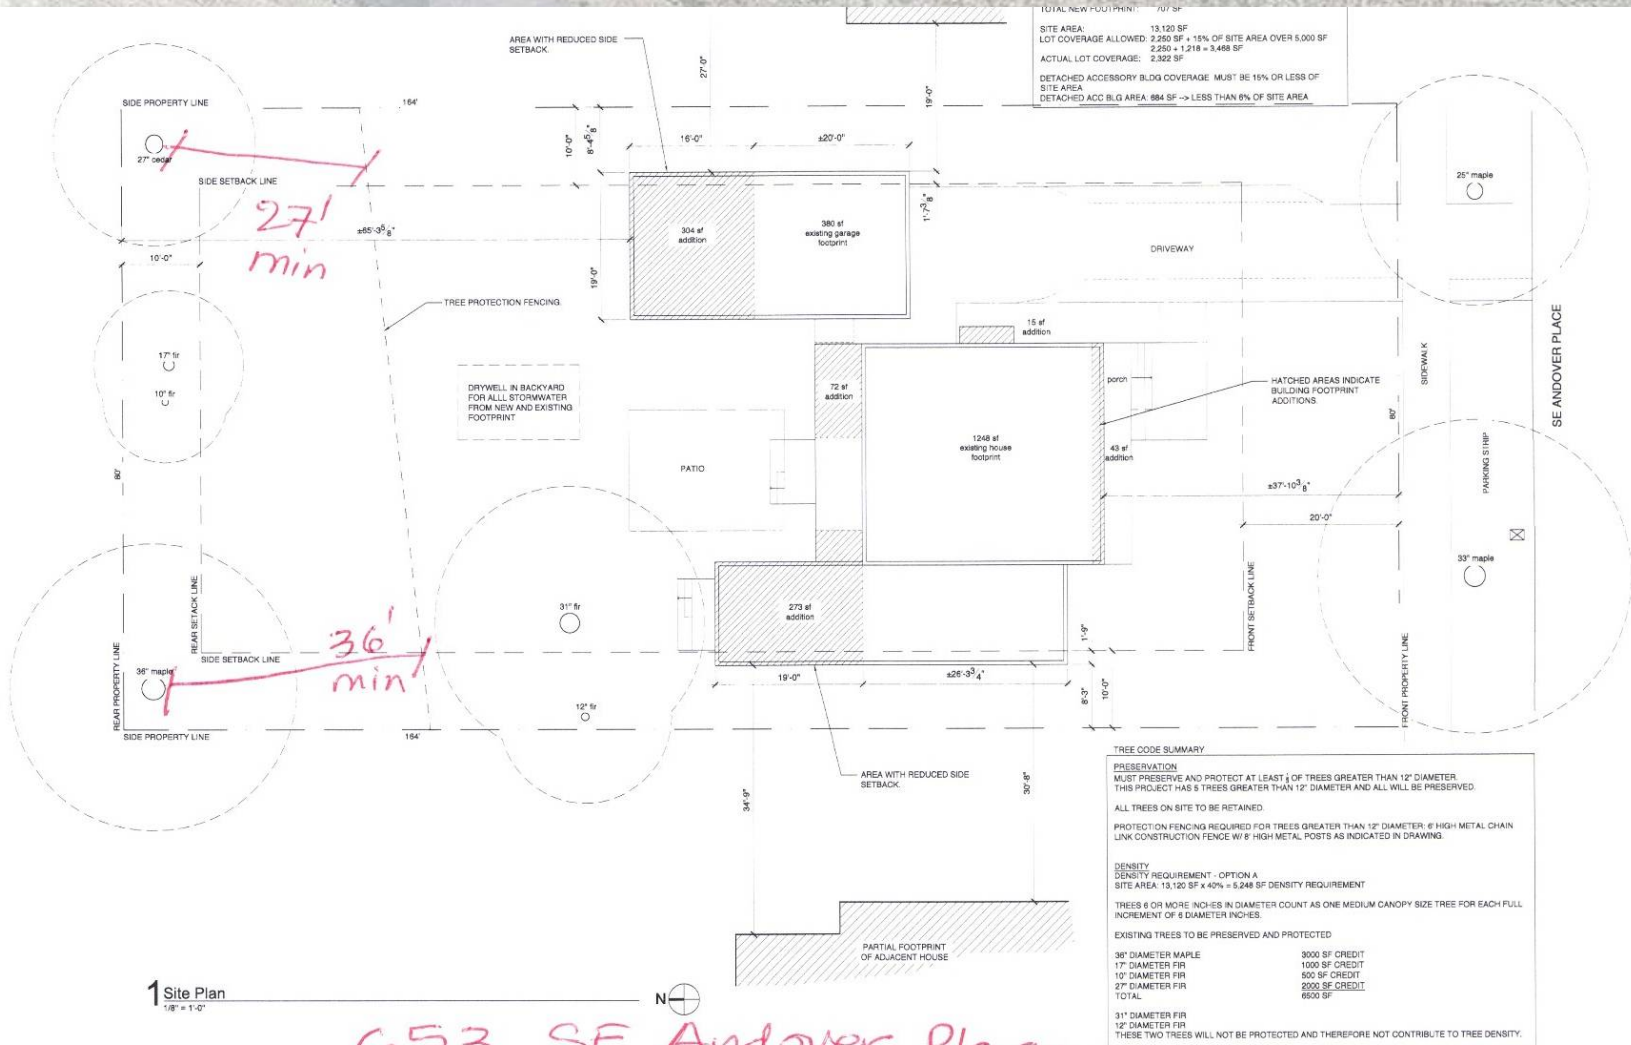 TOTAL NEW FOOTPRINT: 707 SF
SITE AREA: 13,120 SF
LOT COVERAGE ALLOWED: 2,250 SF + 15% OF SITE AREA OVER 5,000 SF
2,250 + 1,218 = 3,468 SF
ACTUAL LOT COVERAGE: 2,322 SF
DETACHED ACCESSORY BLDG COVERAGE MUST BE 15% OR LESS OF
SITE AREA
DETACHED ACC BLG AREA: 684 SF --> LESS THAN 6% OF SITE AREA
AREA WITH REDUCED SIDE
SETBACK.
27'-0"
19'-0"
SIDE PROPERTY LINE
164'
10'-0"
8'-4 5/8"
16'-0"
±20'-0"
27" cedar
SIDE SETBACK LINE
27'
min
±65'-3 5/8"
10'-0"
304 sf
addition
380 sf
existing garage
footprint
1'-7 3/8"
19'-0"
25" maple
DRIVEWAY
TREE PROTECTION FENCING.
15 sf
addition
17" fir
10" fir
DRYWELL IN BACKYARD
FOR ALLL STORMWATER
FROM NEW AND EXISTING
FOOTPRINT
72 sf
addition
porch
HATCHED AREAS INDICATE
BUILDING FOOTPRINT
ADDITIONS.
SIDEWALK
SE ANDOVER PLACE
80'
1248 sf
existing house
footprint
43 sf
addition
PATIO
80'
PARKING STRIP
±37'-10 3/8"
20'-0"
33" maple
REAR SETACK LINE
31" fir
273 sf
addition
FRONT SETBACK LINE
1'-9"
36'
min
SIDE SETBACK LINE
36" maple
19'-0"
±26'-3 3/4"
8'-3"
10'-0"
REAR PROPERTY LINE
FRONT PROPERTY LINE
12" fir
SIDE PROPERTY LINE
164'
AREA WITH REDUCED SIDE
SETBACK.
34'-9"
30'-8"
PARTIAL FOOTPRINT
OF ADJACENT HOUSE
TREE CODE SUMMARY
PRESERVATION
MUST PRESERVE AND PROTECT AT LEAST OF TREES GREATER THAN 12" DIAMETER.
THIS PROJECT HAS 5 TREES GREATER THAN 12" DIAMETER AND ALL WILL BE PRESERVED.
ALL TREES ON SITE TO BE RETAINED.
PROTECTION FENCING REQUIRED FOR TREES GREATER THAN 12" DIAMETER: 6' HIGH METAL CHAIN
LINK CONSTRUCTION FENCE W/ 8' HIGH METAL POSTS AS INDICATED IN DRAWING.
DENSITY
DENSITY REQUIREMENT - OPTION A
SITE AREA: 13,120 SF x 40% = 5,248 SF DENSITY REQUIREMENT
TREES 6 OR MORE INCHES IN DIAMETER COUNT AS ONE MEDIUM CANOPY SIZE TREE FOR EACH FULL
INCREMENT OF 6 DIAMETER INCHES.
EXISTING TREES TO BE PRESERVED AND PROTECTED
36" DIAMETER MAPLE 3000 SF CREDIT
17" DIAMETER FIR 1000 SF CREDIT
10" DIAMETER FIR 500 SF CREDIT
27" DIAMETER FIR 2000 SF CREDIT
TOTAL 6500 SF
31" DIAMETER FIR
12" DIAMETER FIR
THESE TWO TREES WILL NOT BE PROTECTED AND THEREFORE NOT CONTRIBUTE TO TREE DENSITY.
1 Site Plan
1/8" = 1'-0"
N
653 SE Andover Place